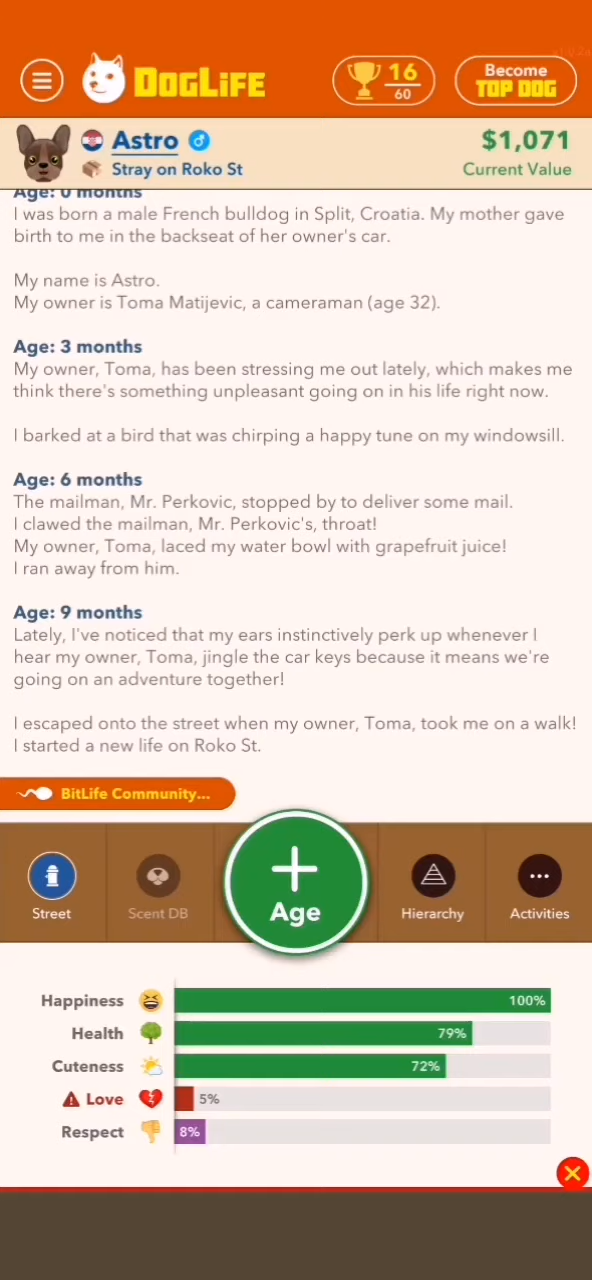 DOGLIFE
16
60
Become
TOP DOG
Astro
$1,071
Stray on Roko St
Current Value
Age: 0 months
I was born a male French bulldog in Split, Croatia. My mother gave
birth to me in the backseat of her owner's car.
My name is Astro.
My owner is Toma Matijevic, a cameraman (age 32).
Age: 3 months
My owner, Toma, has been stressing me out lately, which makes me
think there's something unpleasant going on in his life right now.
I barked at a bird that was chirping a happy tune on my windowsill.
Age: 6 months
The mailman, Mr. Perkovic, stopped by to deliver some mail.
I clawed the mailman, Mr. Perkovic's, throat!
My owner, Toma, laced my water bowl with grapefruit juice!
I ran away from him.
Age: 9 months
Lately, I've noticed that my ears instinctively perk up whenever I
hear my owner, Toma, jingle the car keys because it means we're
going on an adventure together!
I escaped onto the street when my owner, Toma, took me on a walk!
I started a new life on Roko St.
BitLife Community...
Street
Scent DB
Age
Hierarchy
Activities
Happiness 100%
Health 79%
Cuteness 72%
Love 5%
Respect 8%